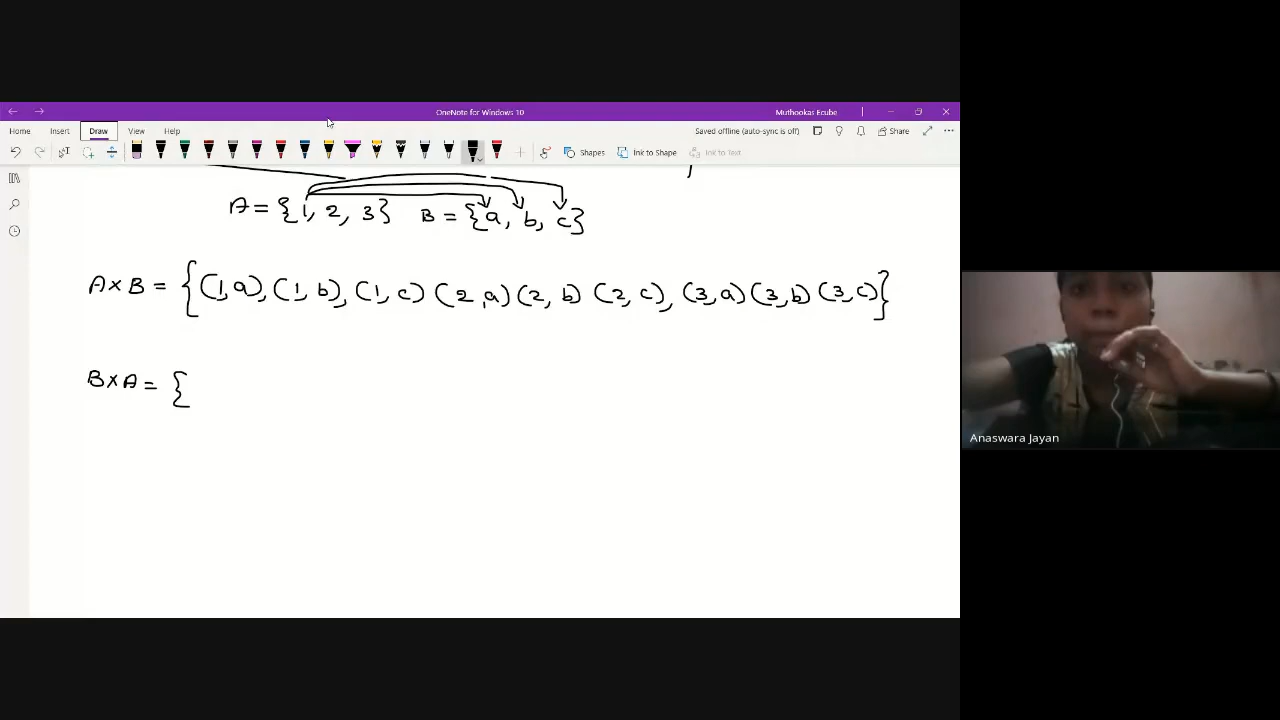 OneNote for Windows 10
Muthookas Ecube
Home Insert Draw View Help
Saved offline (auto-sync is off)
Share
Shapes
Ink to Shape
Ink to Text
A = {1, 2, 3} B = {a, b, c}
A×B = {(1,a), (1, b), (1, c) (2,a) (2, b) (2, c), (3,a) (3,b) (3,c)}
B×A = {
Anaswara Jayan